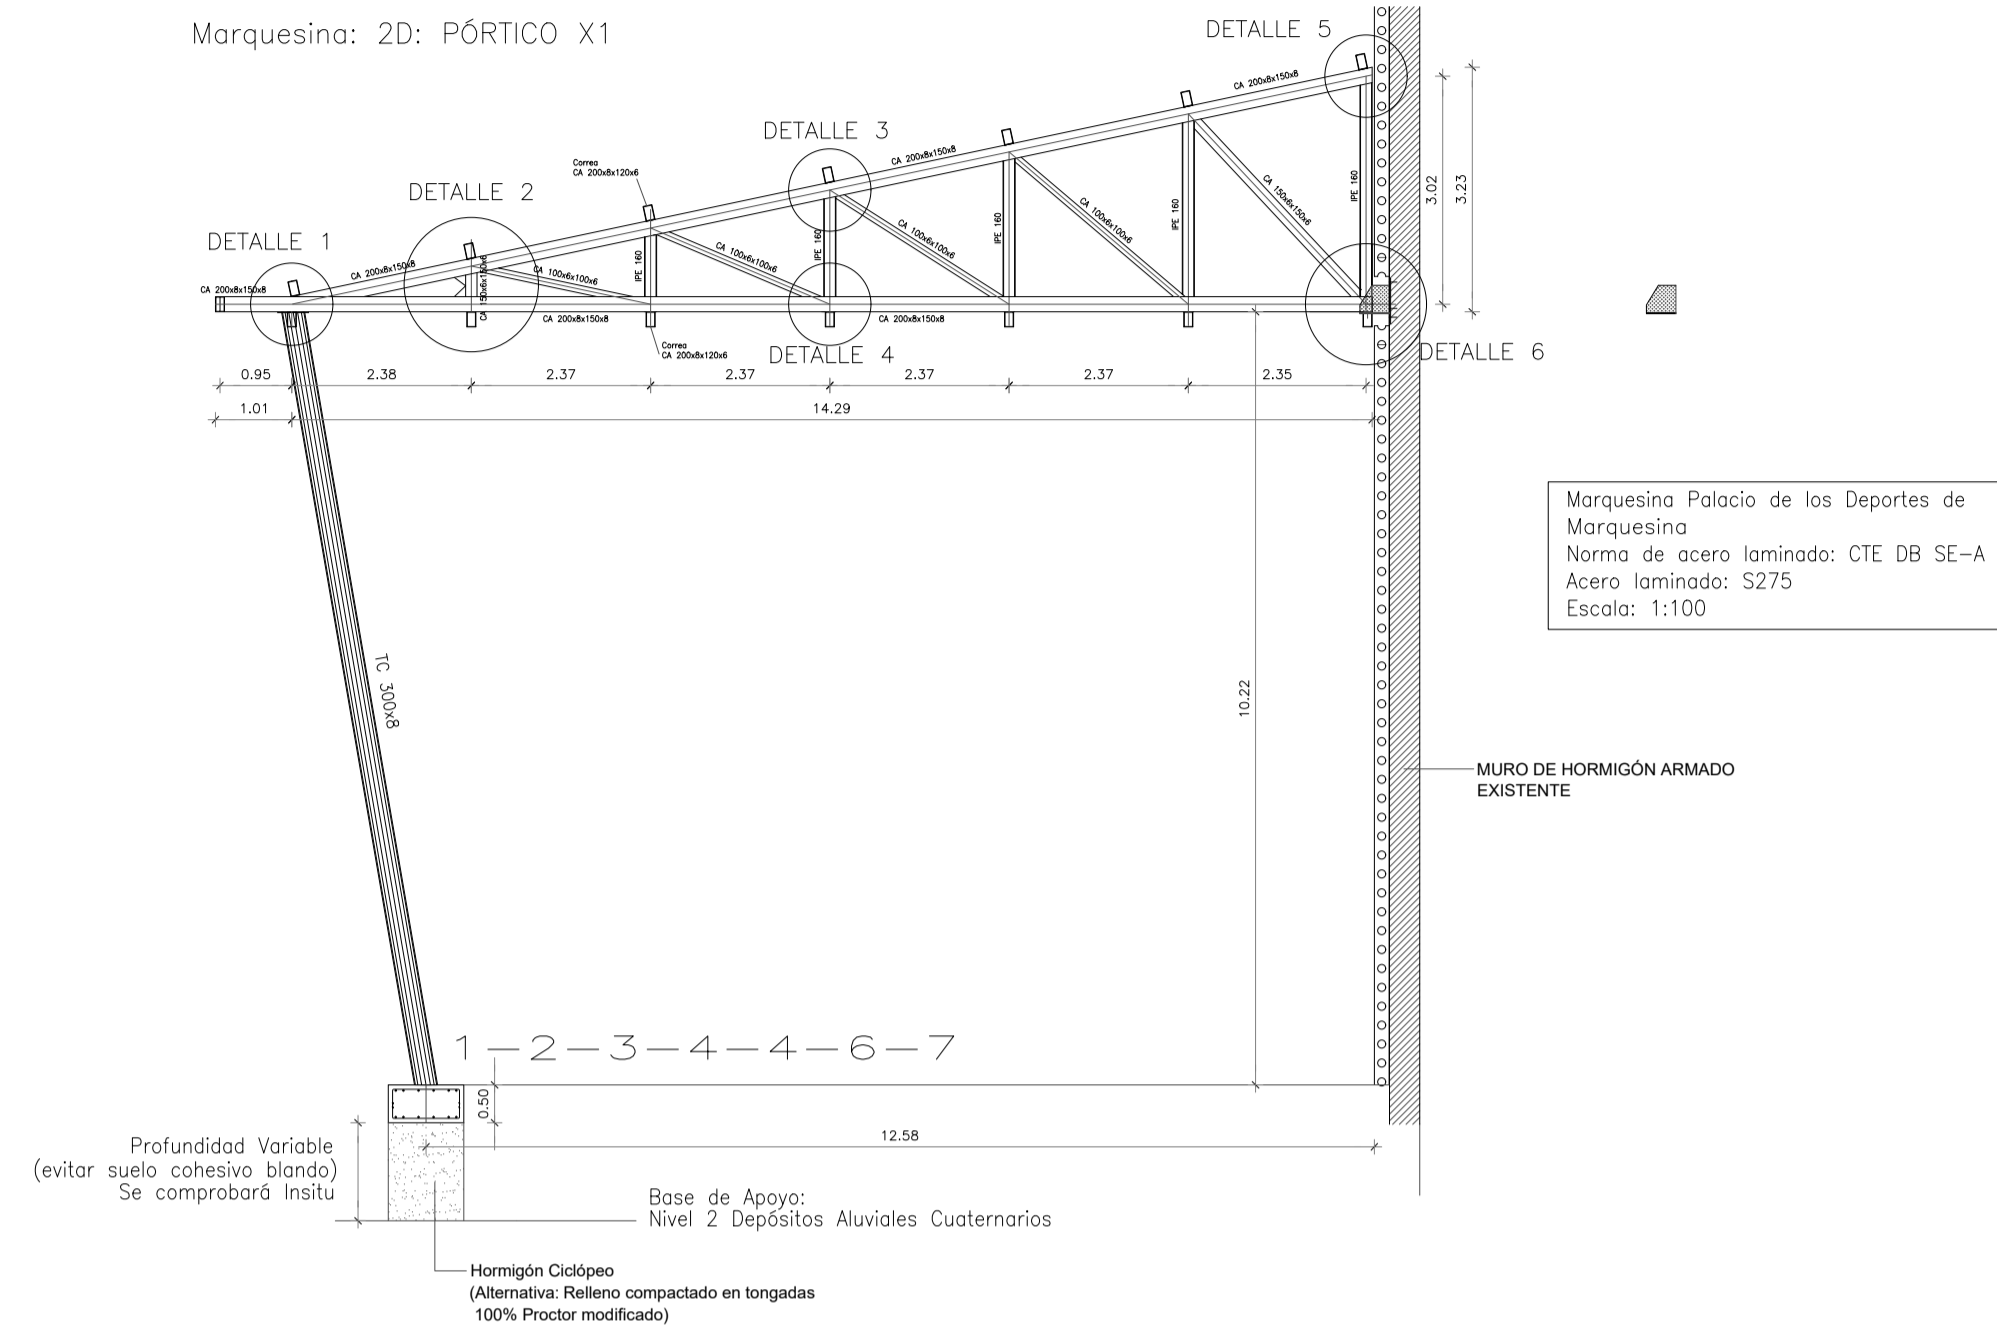 Marquesina: 2D: PÓRTICO X1
DETALLE 5
CA 200x8x150x8
DETALLE 3
CA 200x8x150x8
Correa
CA 200x8x120x6
DETALLE 2
3.02
3.23
IPE 160
CA 150x6x150x6
IPE 160
CA 100x6x100x6
IPE 160
CA 100x6x100x6
IPE 160
CA 100x6x100x6
IPE 160
DETALLE 1
CA 200x8x150x8
CA 100x6x100x6
CA 150x6x150x6
CA 200x8x150x8
CA 200x8x150x8
CA 200x8x150x8
Correa
CA 200x8x120x6
DETALLE 4
DETALLE 6
0.95
2.38
2.37
2.37
2.37
2.37
2.35
1.01
14.29
Marquesina Palacio de los Deportes de
Marquesina
Norma de acero laminado: CTE DB SE-A
Acero laminado: S275
Escala: 1:100
TC 300x8
10.22
MURO DE HORMIGÓN ARMADO
EXISTENTE
1-2-3-4-4-6-7
0.50
12.58
Profundidad Variable
(evitar suelo cohesivo blando)
Se comprobará Insitu
Base de Apoyo:
Nivel 2 Depósitos Aluviales Cuaternarios
Hormigón Ciclópeo
(Alternativa: Relleno compactado en tongadas
100% Proctor modificado)